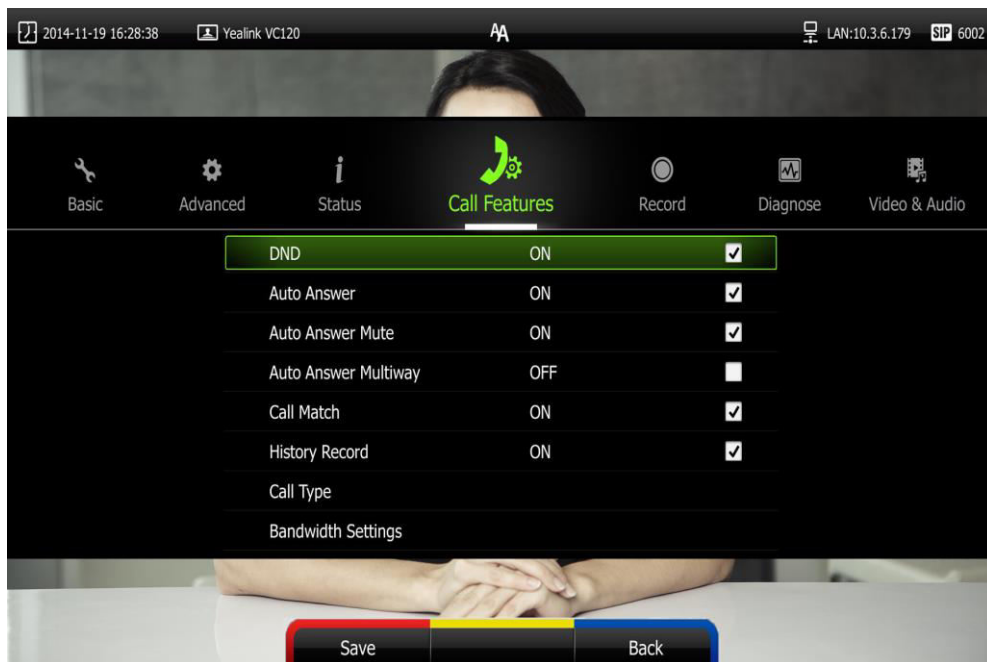 2014-11-19 16:28:38 Yealink VC120 AA LAN:10.3.6.179 SIP 6002
Basic Advanced Status Call Features Record Diagnose Video & Audio
DND ON
Auto Answer ON
Auto Answer Mute ON
Auto Answer Multiway OFF
Call Match ON
History Record ON
Call Type
Bandwidth Settings
Save Back